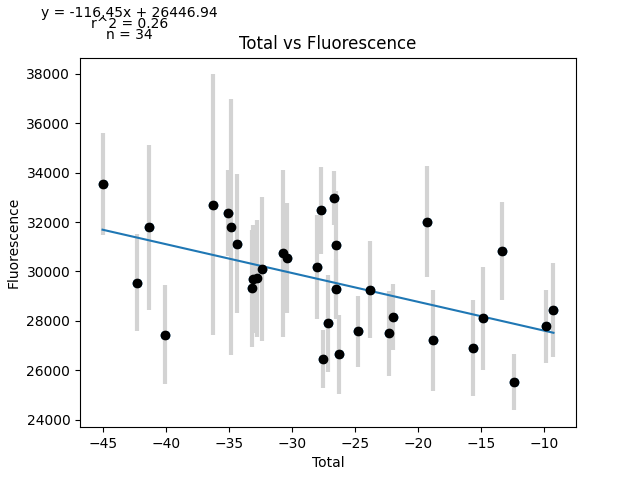 y = -116.45x + 26446.94
r^2 = 0.26
n = 34
Total vs Fluorescence
38000
36000
34000
32000
30000
28000
26000
24000
Fluorescence
−45 −40 −35 −30 −25 −20 −15 −10
Total